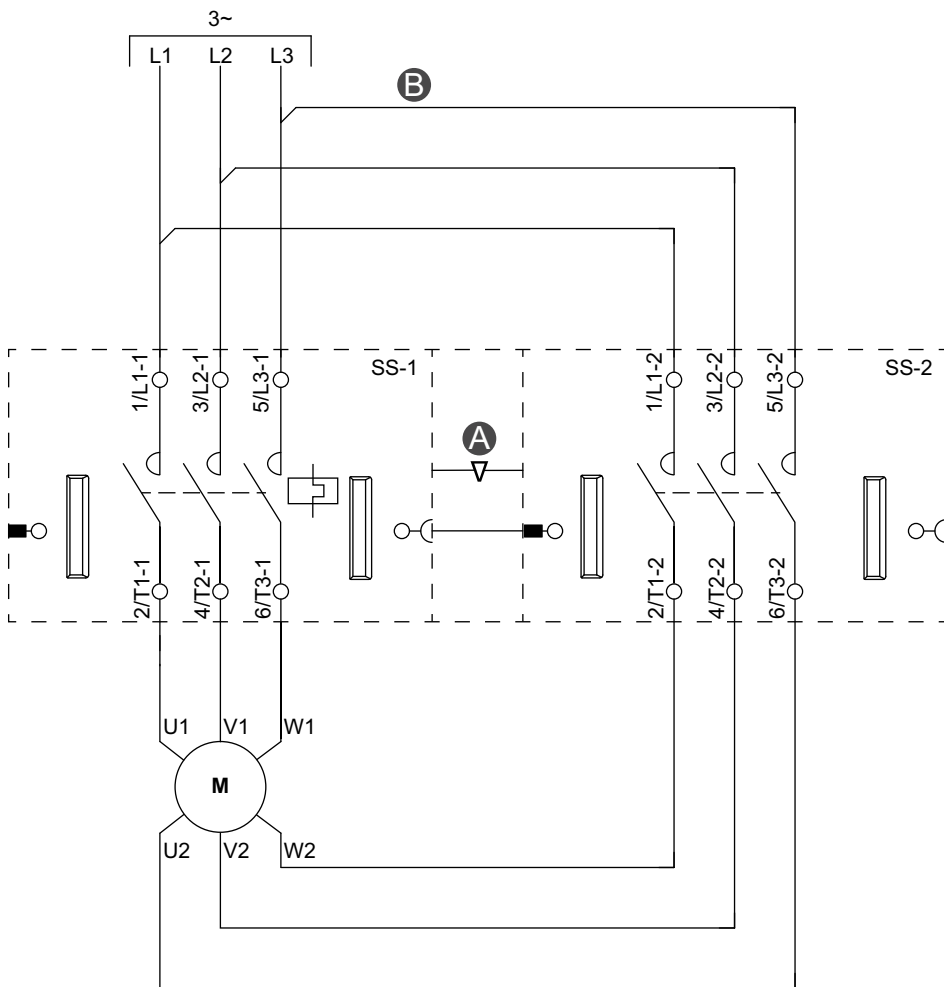 3~
L1 L2 L3
B
SS-1
SS-2
1/L1-1 3/L2-1 5/L3-1
1/L1-2 3/L2-2 5/L3-2
A
2/T1-1 4/T2-1 6/T3-1
2/T1-2 4/T2-2 6/T3-2
U1 V1 W1
M
U2 V2 W2